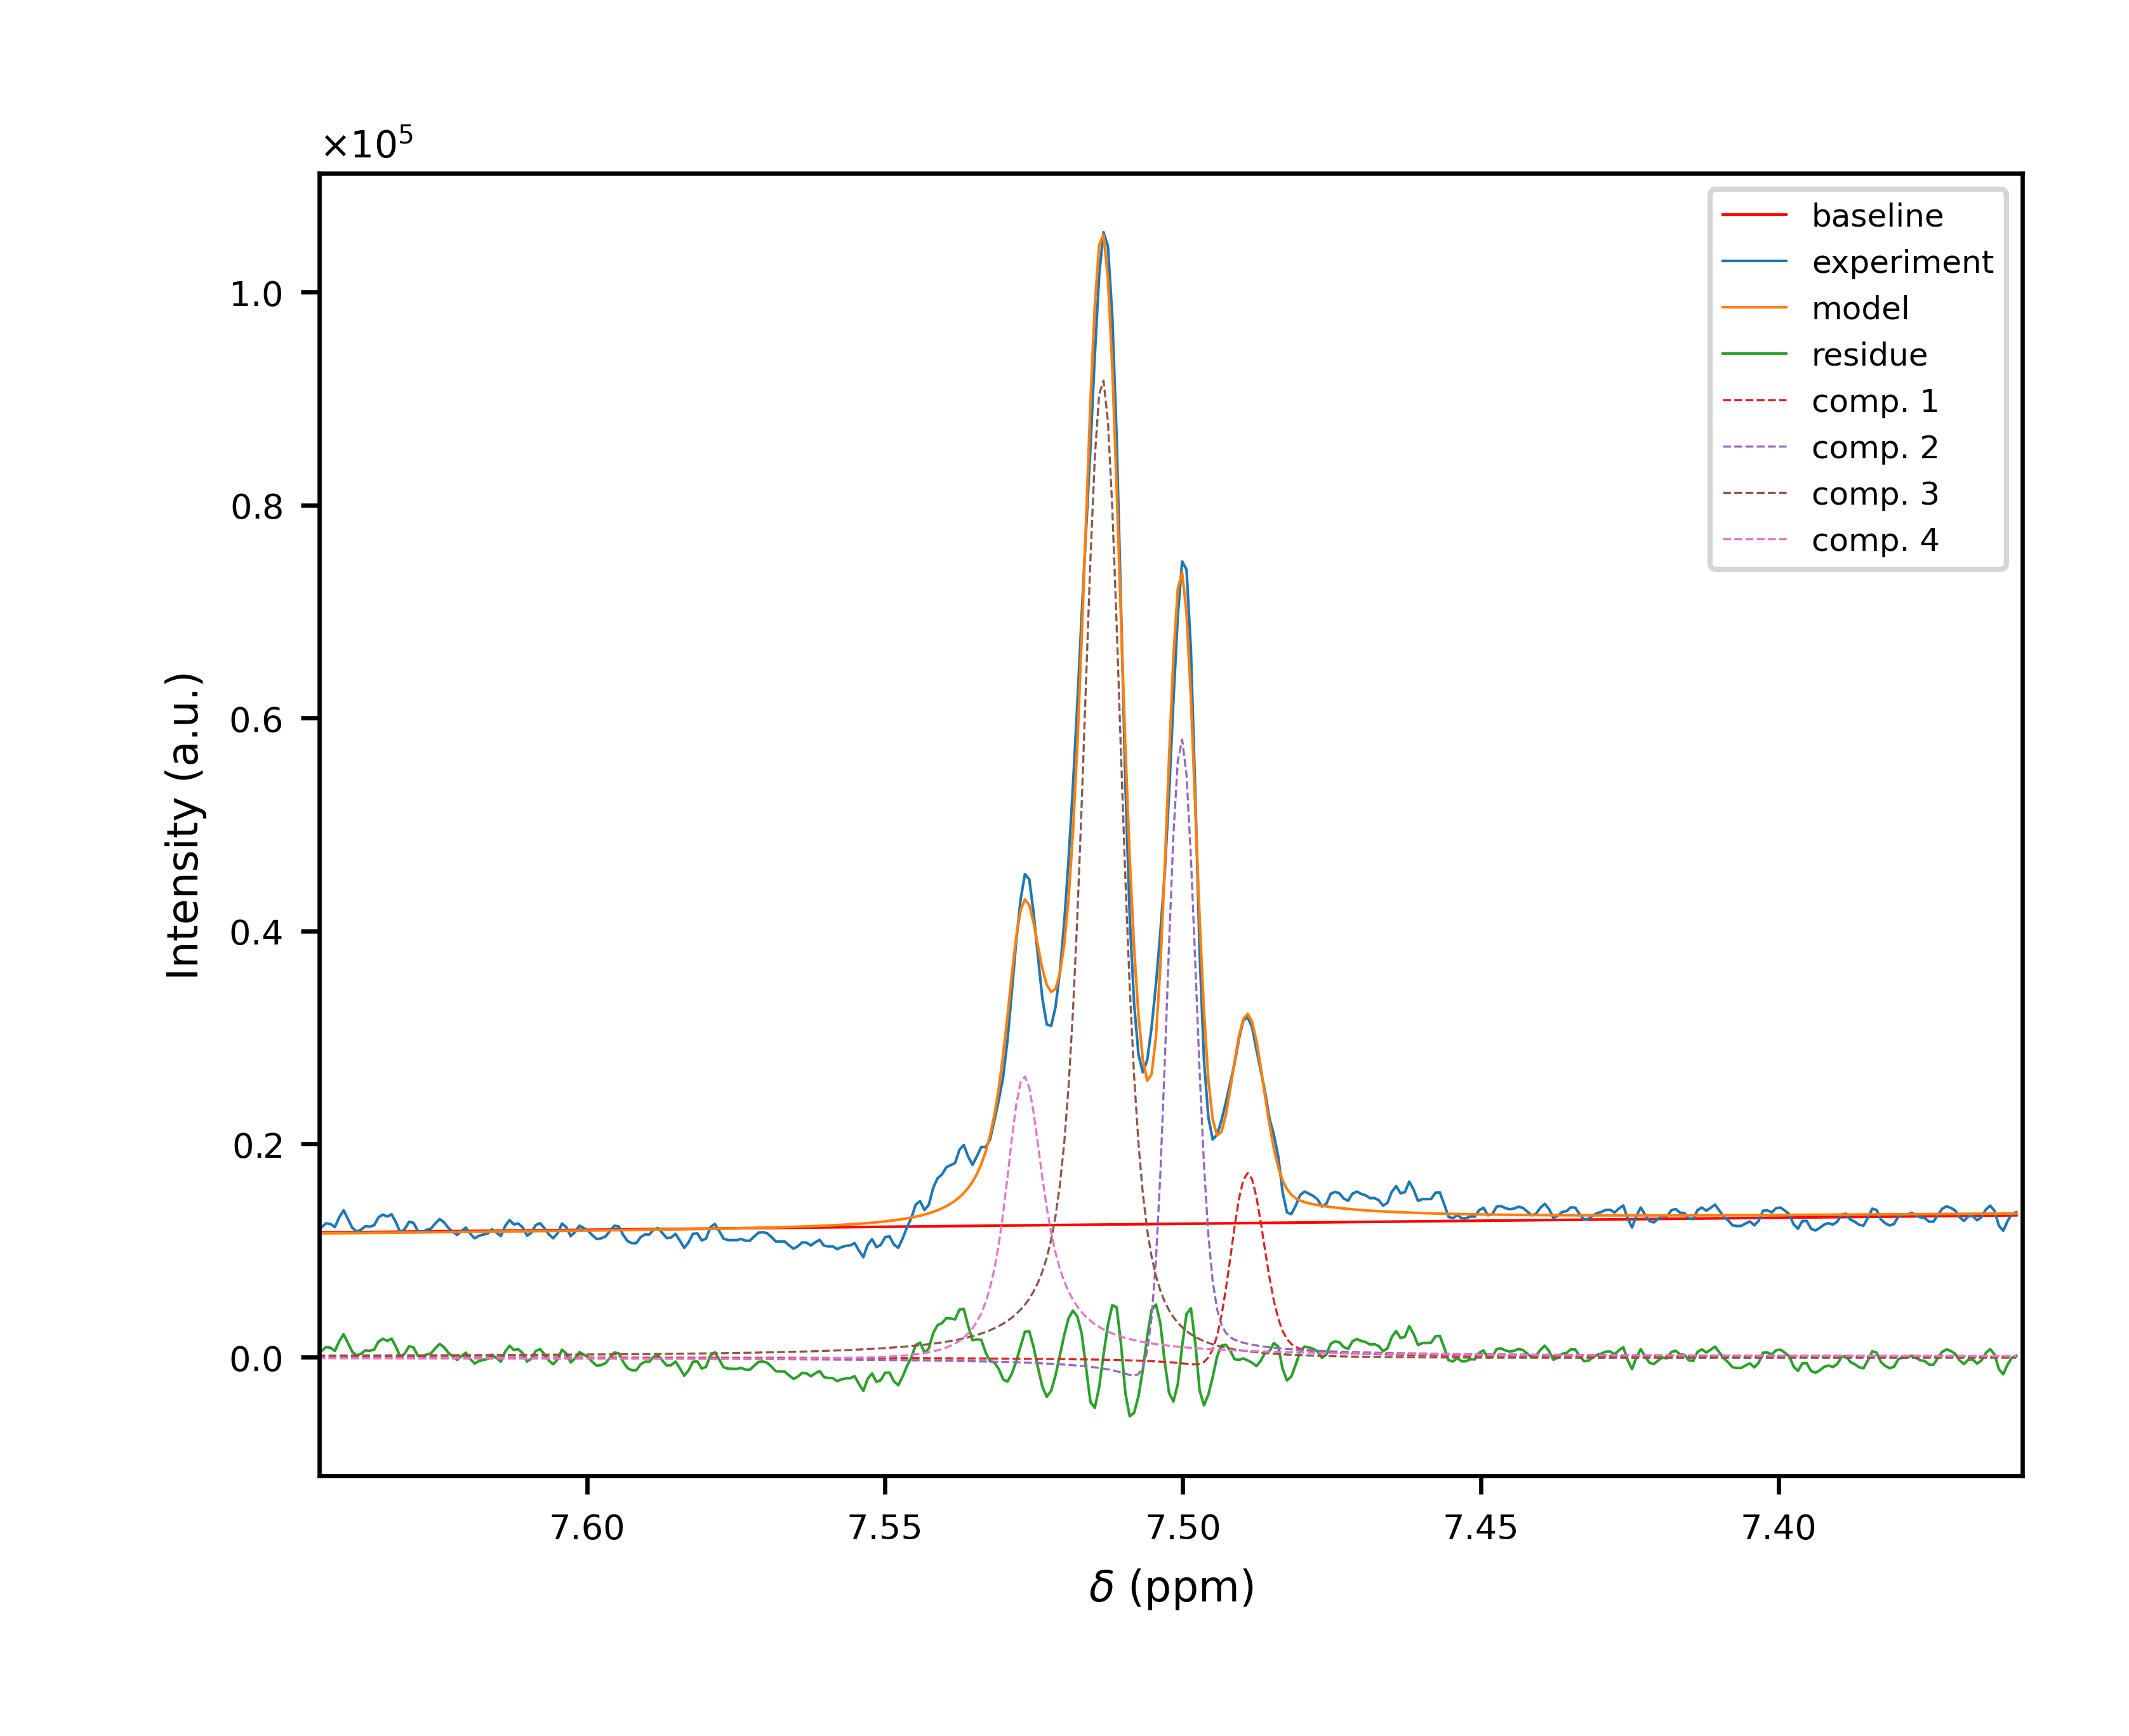 ×10⁵
baseline
experiment
model
residue
comp. 1
comp. 2
comp. 3
comp. 4
1.0
0.8
0.6
0.4
0.2
0.0
Intensity (a.u.)
7.60 7.55 7.50 7.45 7.40
δ (ppm)